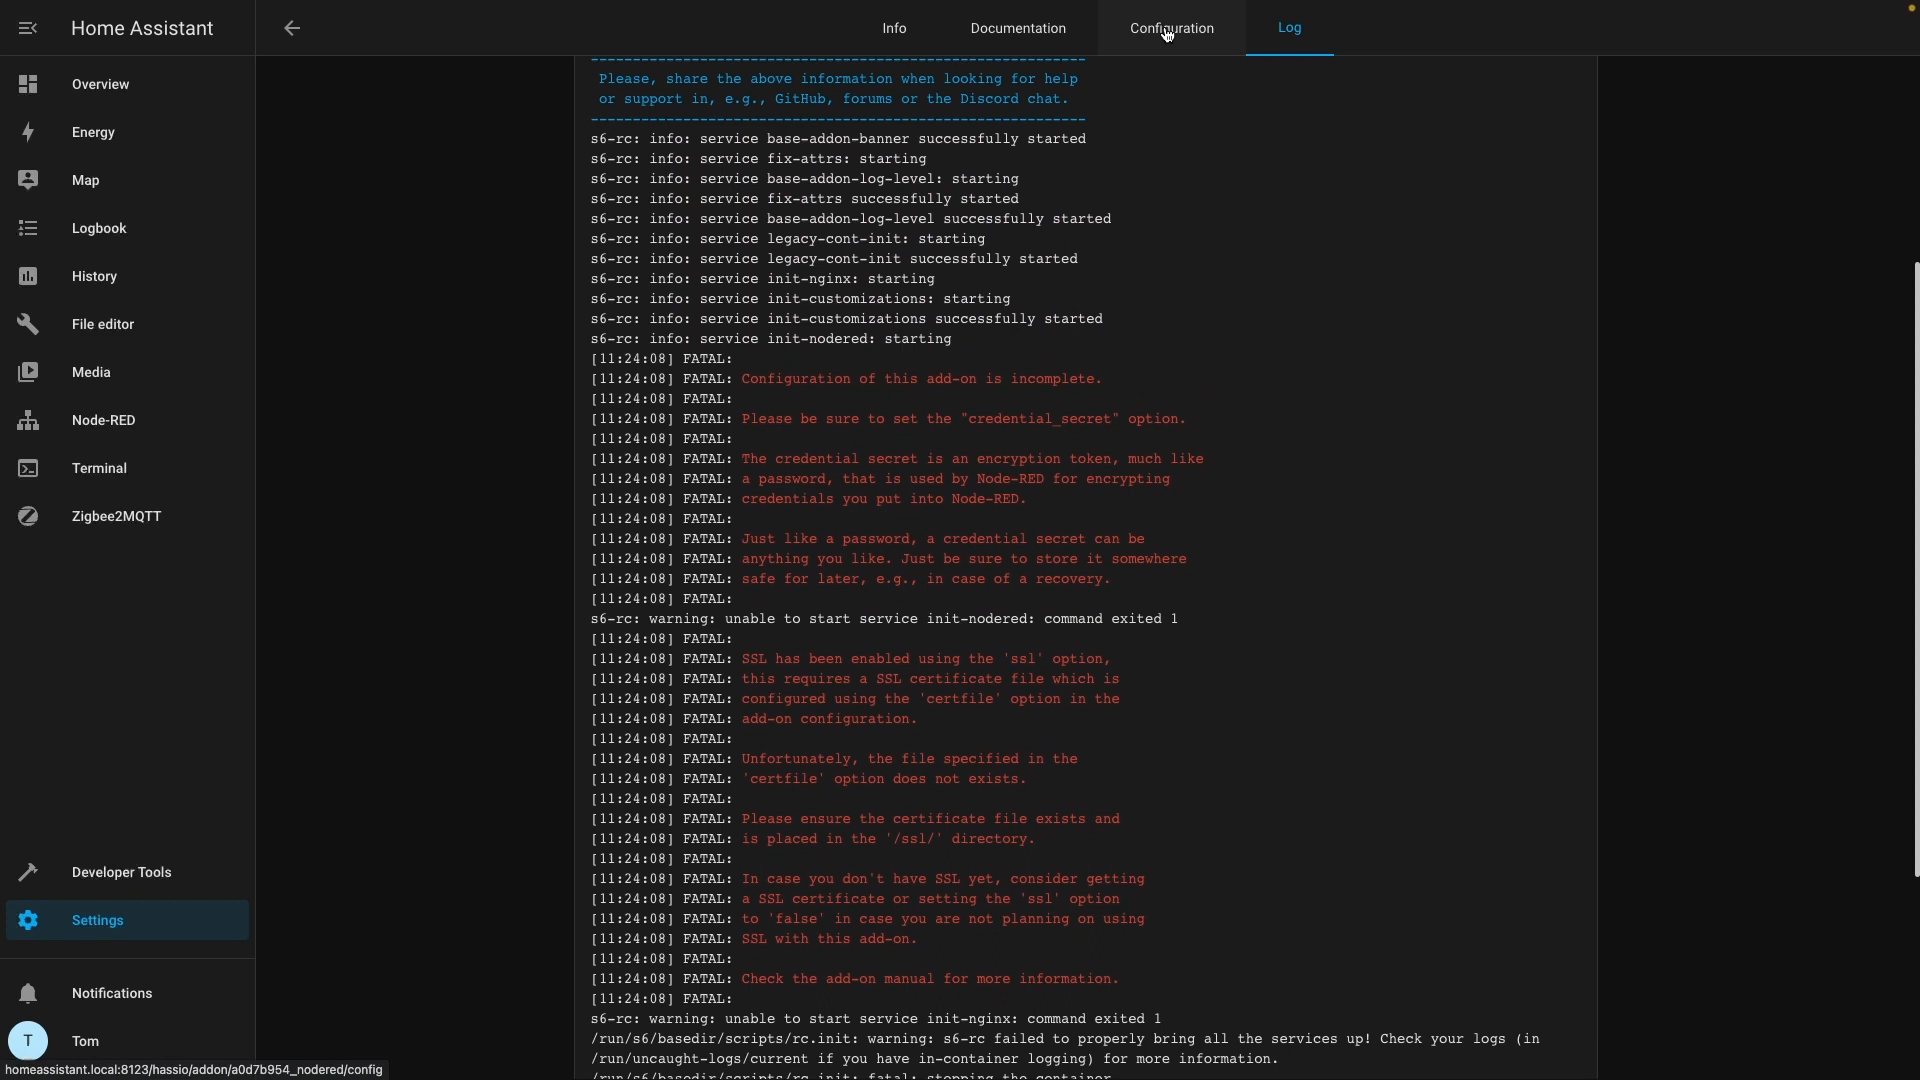 Home Assistant
Info
Documentation
Configuration
Log
Overview
Energy
Map
Logbook
History
File editor
Media
Node-RED
Terminal
Zigbee2MQTT
Developer Tools
Settings
Notifications
T
Tom
homeassistant.local:8123/hassio/addon/a0d7b954_nodered/config
-----------------------------------------------------------
Please, share the above information when looking for help
or support in, e.g., GitHub, forums or the Discord chat.
-----------------------------------------------------------
s6-rc: info: service base-addon-banner successfully started
s6-rc: info: service fix-attrs: starting
s6-rc: info: service base-addon-log-level: starting
s6-rc: info: service fix-attrs successfully started
s6-rc: info: service base-addon-log-level successfully started
s6-rc: info: service legacy-cont-init: starting
s6-rc: info: service legacy-cont-init successfully started
s6-rc: info: service init-nginx: starting
s6-rc: info: service init-customizations: starting
s6-rc: info: service init-customizations successfully started
s6-rc: info: service init-nodered: starting
[11:24:08] FATAL:
[11:24:08] FATAL: Configuration of this add-on is incomplete.
[11:24:08] FATAL:
[11:24:08] FATAL: Please be sure to set the "credential_secret" option.
[11:24:08] FATAL:
[11:24:08] FATAL: The credential secret is an encryption token, much like
[11:24:08] FATAL: a password, that is used by Node-RED for encrypting
[11:24:08] FATAL: credentials you put into Node-RED.
[11:24:08] FATAL:
[11:24:08] FATAL: Just like a password, a credential secret can be
[11:24:08] FATAL: anything you like. Just be sure to store it somewhere
[11:24:08] FATAL: safe for later, e.g., in case of a recovery.
[11:24:08] FATAL:
s6-rc: warning: unable to start service init-nodered: command exited 1
[11:24:08] FATAL:
[11:24:08] FATAL: SSL has been enabled using the 'ssl' option,
[11:24:08] FATAL: this requires a SSL certificate file which is
[11:24:08] FATAL: configured using the 'certfile' option in the
[11:24:08] FATAL: add-on configuration.
[11:24:08] FATAL:
[11:24:08] FATAL: Unfortunately, the file specified in the
[11:24:08] FATAL: 'certfile' option does not exists.
[11:24:08] FATAL:
[11:24:08] FATAL: Please ensure the certificate file exists and
[11:24:08] FATAL: is placed in the '/ssl/' directory.
[11:24:08] FATAL:
[11:24:08] FATAL: In case you don't have SSL yet, consider getting
[11:24:08] FATAL: a SSL certificate or setting the 'ssl' option
[11:24:08] FATAL: to 'false' in case you are not planning on using
[11:24:08] FATAL: SSL with this add-on.
[11:24:08] FATAL:
[11:24:08] FATAL: Check the add-on manual for more information.
[11:24:08] FATAL:
s6-rc: warning: unable to start service init-nginx: command exited 1
/run/s6/basedir/scripts/rc.init: warning: s6-rc failed to properly bring all the services up! Check your logs (in
/run/uncaught-logs/current if you have in-container logging) for more information.
/run/s6/basedir/scripts/rc.init: fatal: stopping the container.